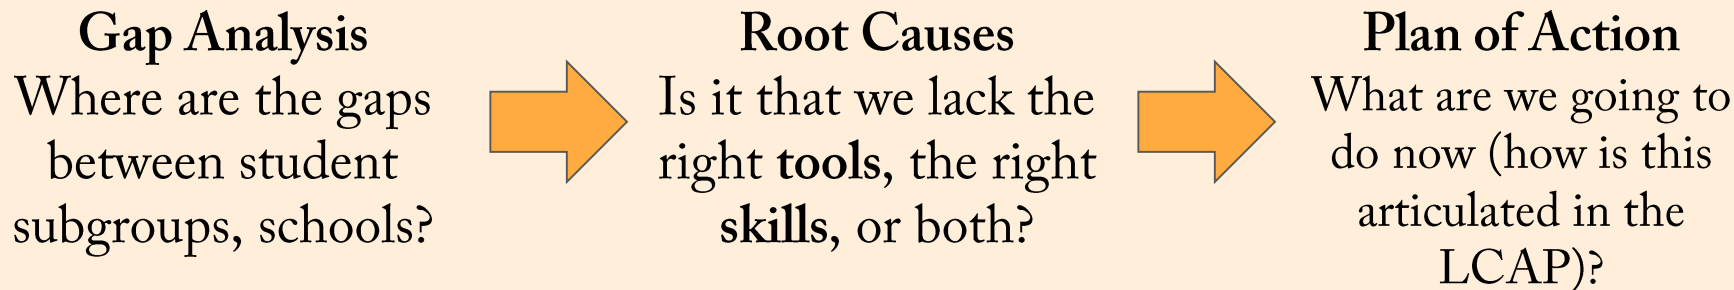 Gap Analysis
Where are the gaps
between student
subgroups, schools?
Root Causes
Is it that we lack the
right tools, the right
skills, or both?
Plan of Action
What are we going to
do now (how is this
articulated in the
LCAP)?